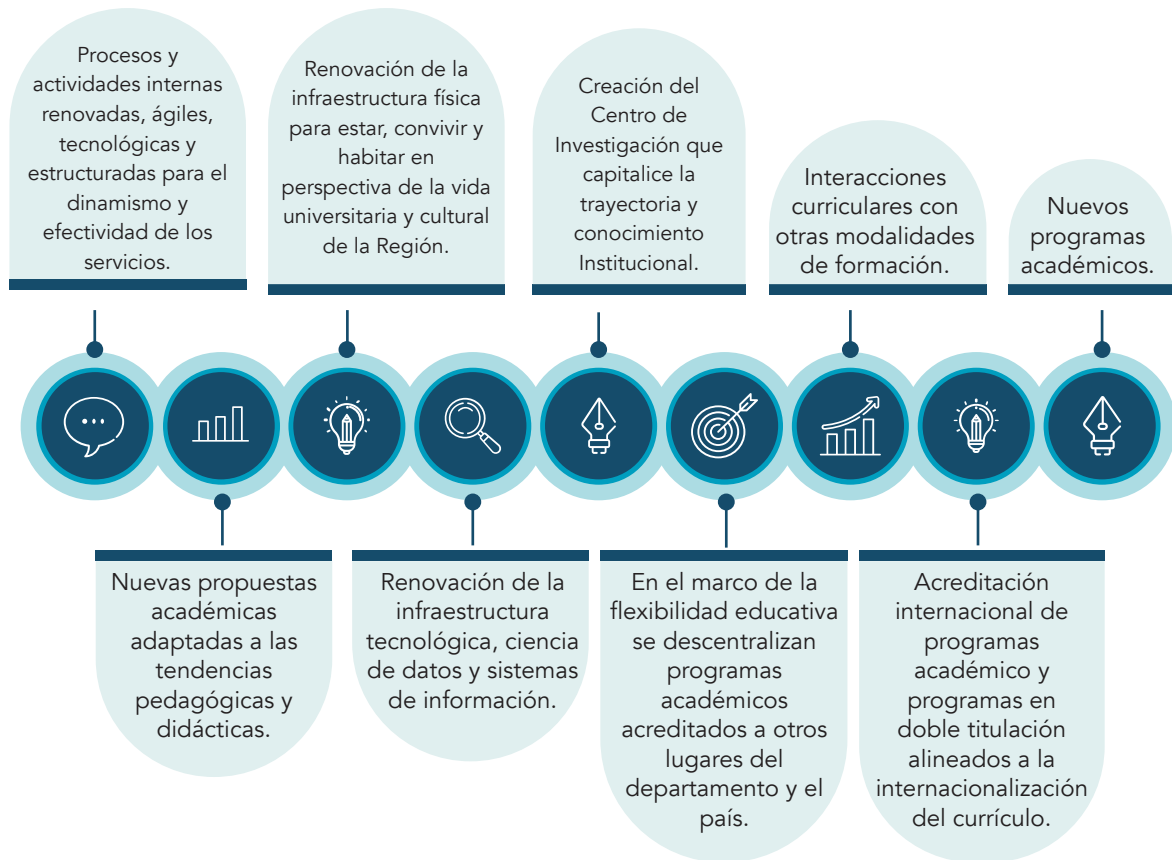 Procesos y
actividades internas
renovadas, ágiles,
tecnológicas y
estructuradas para el
dinamismo y
efectividad de los
servicios.
Nuevas propuestas
académicas
adaptadas a las
tendencias
pedagógicas y
didácticas.
Renovación de la
infraestructura física
para estar, convivir y
habitar en
perspectiva de la vida
universitaria y cultural
de la Región.
Renovación de la
infraestructura
tecnológica, ciencia
de datos y sistemas
de información.
Creación del
Centro de
Investigación que
capitalice la
trayectoria y
conocimiento
Institucional.
En el marco de la
flexibilidad educativa
se descentralizan
programas
académicos
acreditados a otros
lugares del
departamento y el
país.
Interacciones
curriculares con
otras modalidades
de formación.
Acreditación
internacional de
programas
académico y
programas en
doble titulación
alineados a la
internacionalización
del currículo.
Nuevos
programas
académicos.